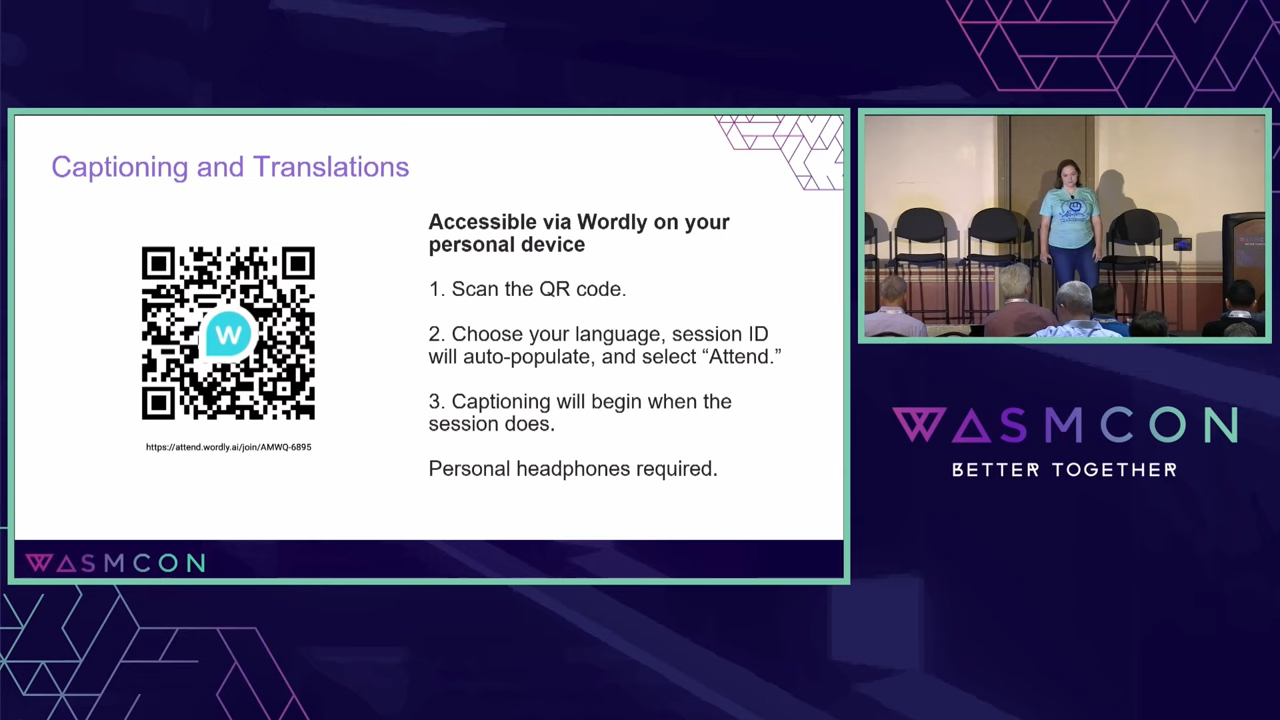 Captioning and Translations
Accessible via Wordly on your
personal device
1. Scan the QR code.
2. Choose your language, session ID
will auto-populate, and select “Attend.”
3. Captioning will begin when the
session does.
Personal headphones required.
W
https://attend.wordly.ai/join/AMWQ-6895
WASMCON
WASMCON
BETTER TOGETHER